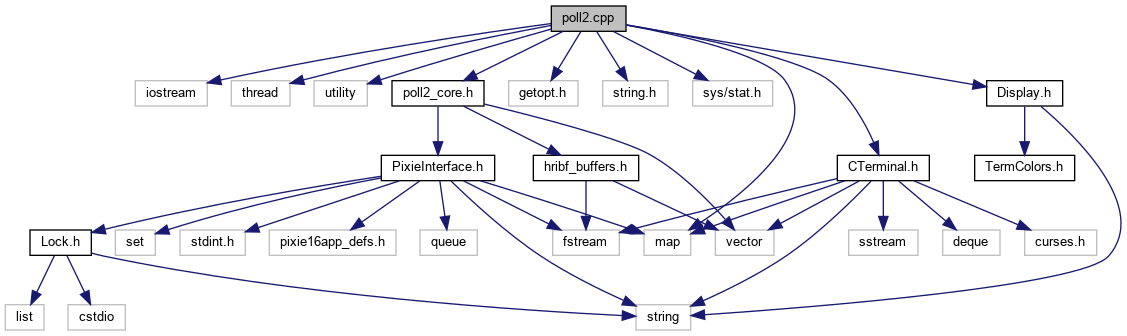 poll2.cpp
iostream
thread
utility
poll2_core.h
getopt.h
string.h
sys/stat.h
Display.h
PixieInterface.h
hribf_buffers.h
CTerminal.h
TermColors.h
Lock.h
set
stdint.h
pixie16app_defs.h
queue
fstream
map
vector
sstream
deque
curses.h
list
cstdio
string